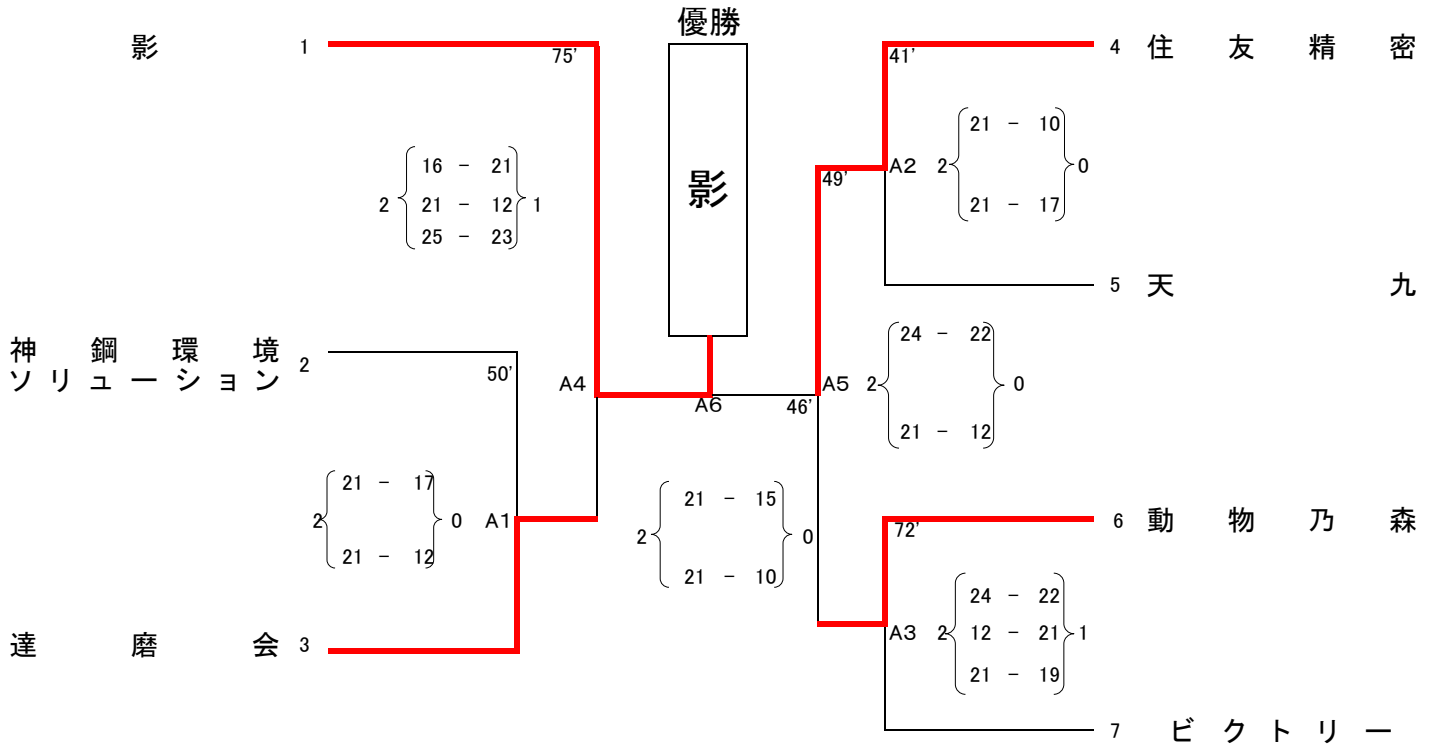 優勝
影
影 1
75'
16 - 21
2 21 - 12 1
25 - 23
神鋼環境
ソリューション 2
50'
A4
21 - 17
2 0 A1
21 - 12
達磨会 3
A6
46'
21 - 15
2 0
21 - 10
4 住友精密
41'
21 - 10
A2 2 0
21 - 17
49'
5 天九
24 - 22
A5 2 0
21 - 12
6 動物乃森
72'
24 - 22
A3 2 12 - 21 1
21 - 19
7 ビクトリー